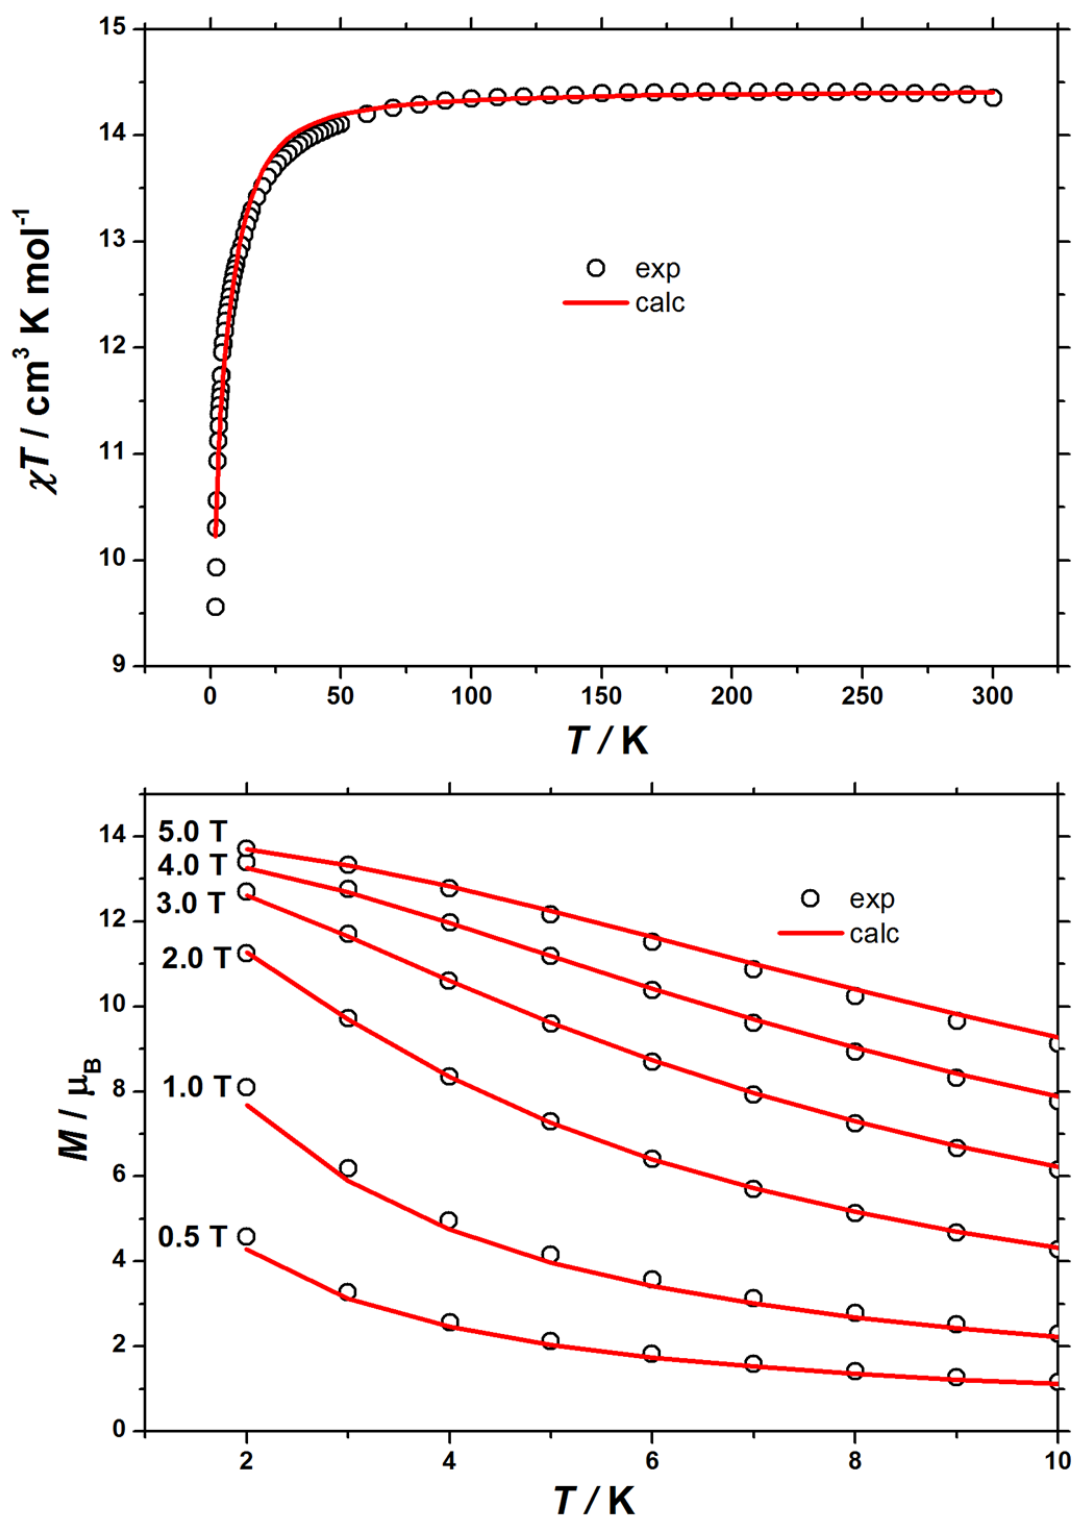 15
14
13
12
11
10
9
χT / cm³ K mol⁻¹
exp
calc
0 50 100 150 200 250 300
T / K
14
12
10
8
6
4
2
0
M / μB
5.0 T
4.0 T
3.0 T
2.0 T
1.0 T
0.5 T
exp
calc
2 4 6 8 10
T / K